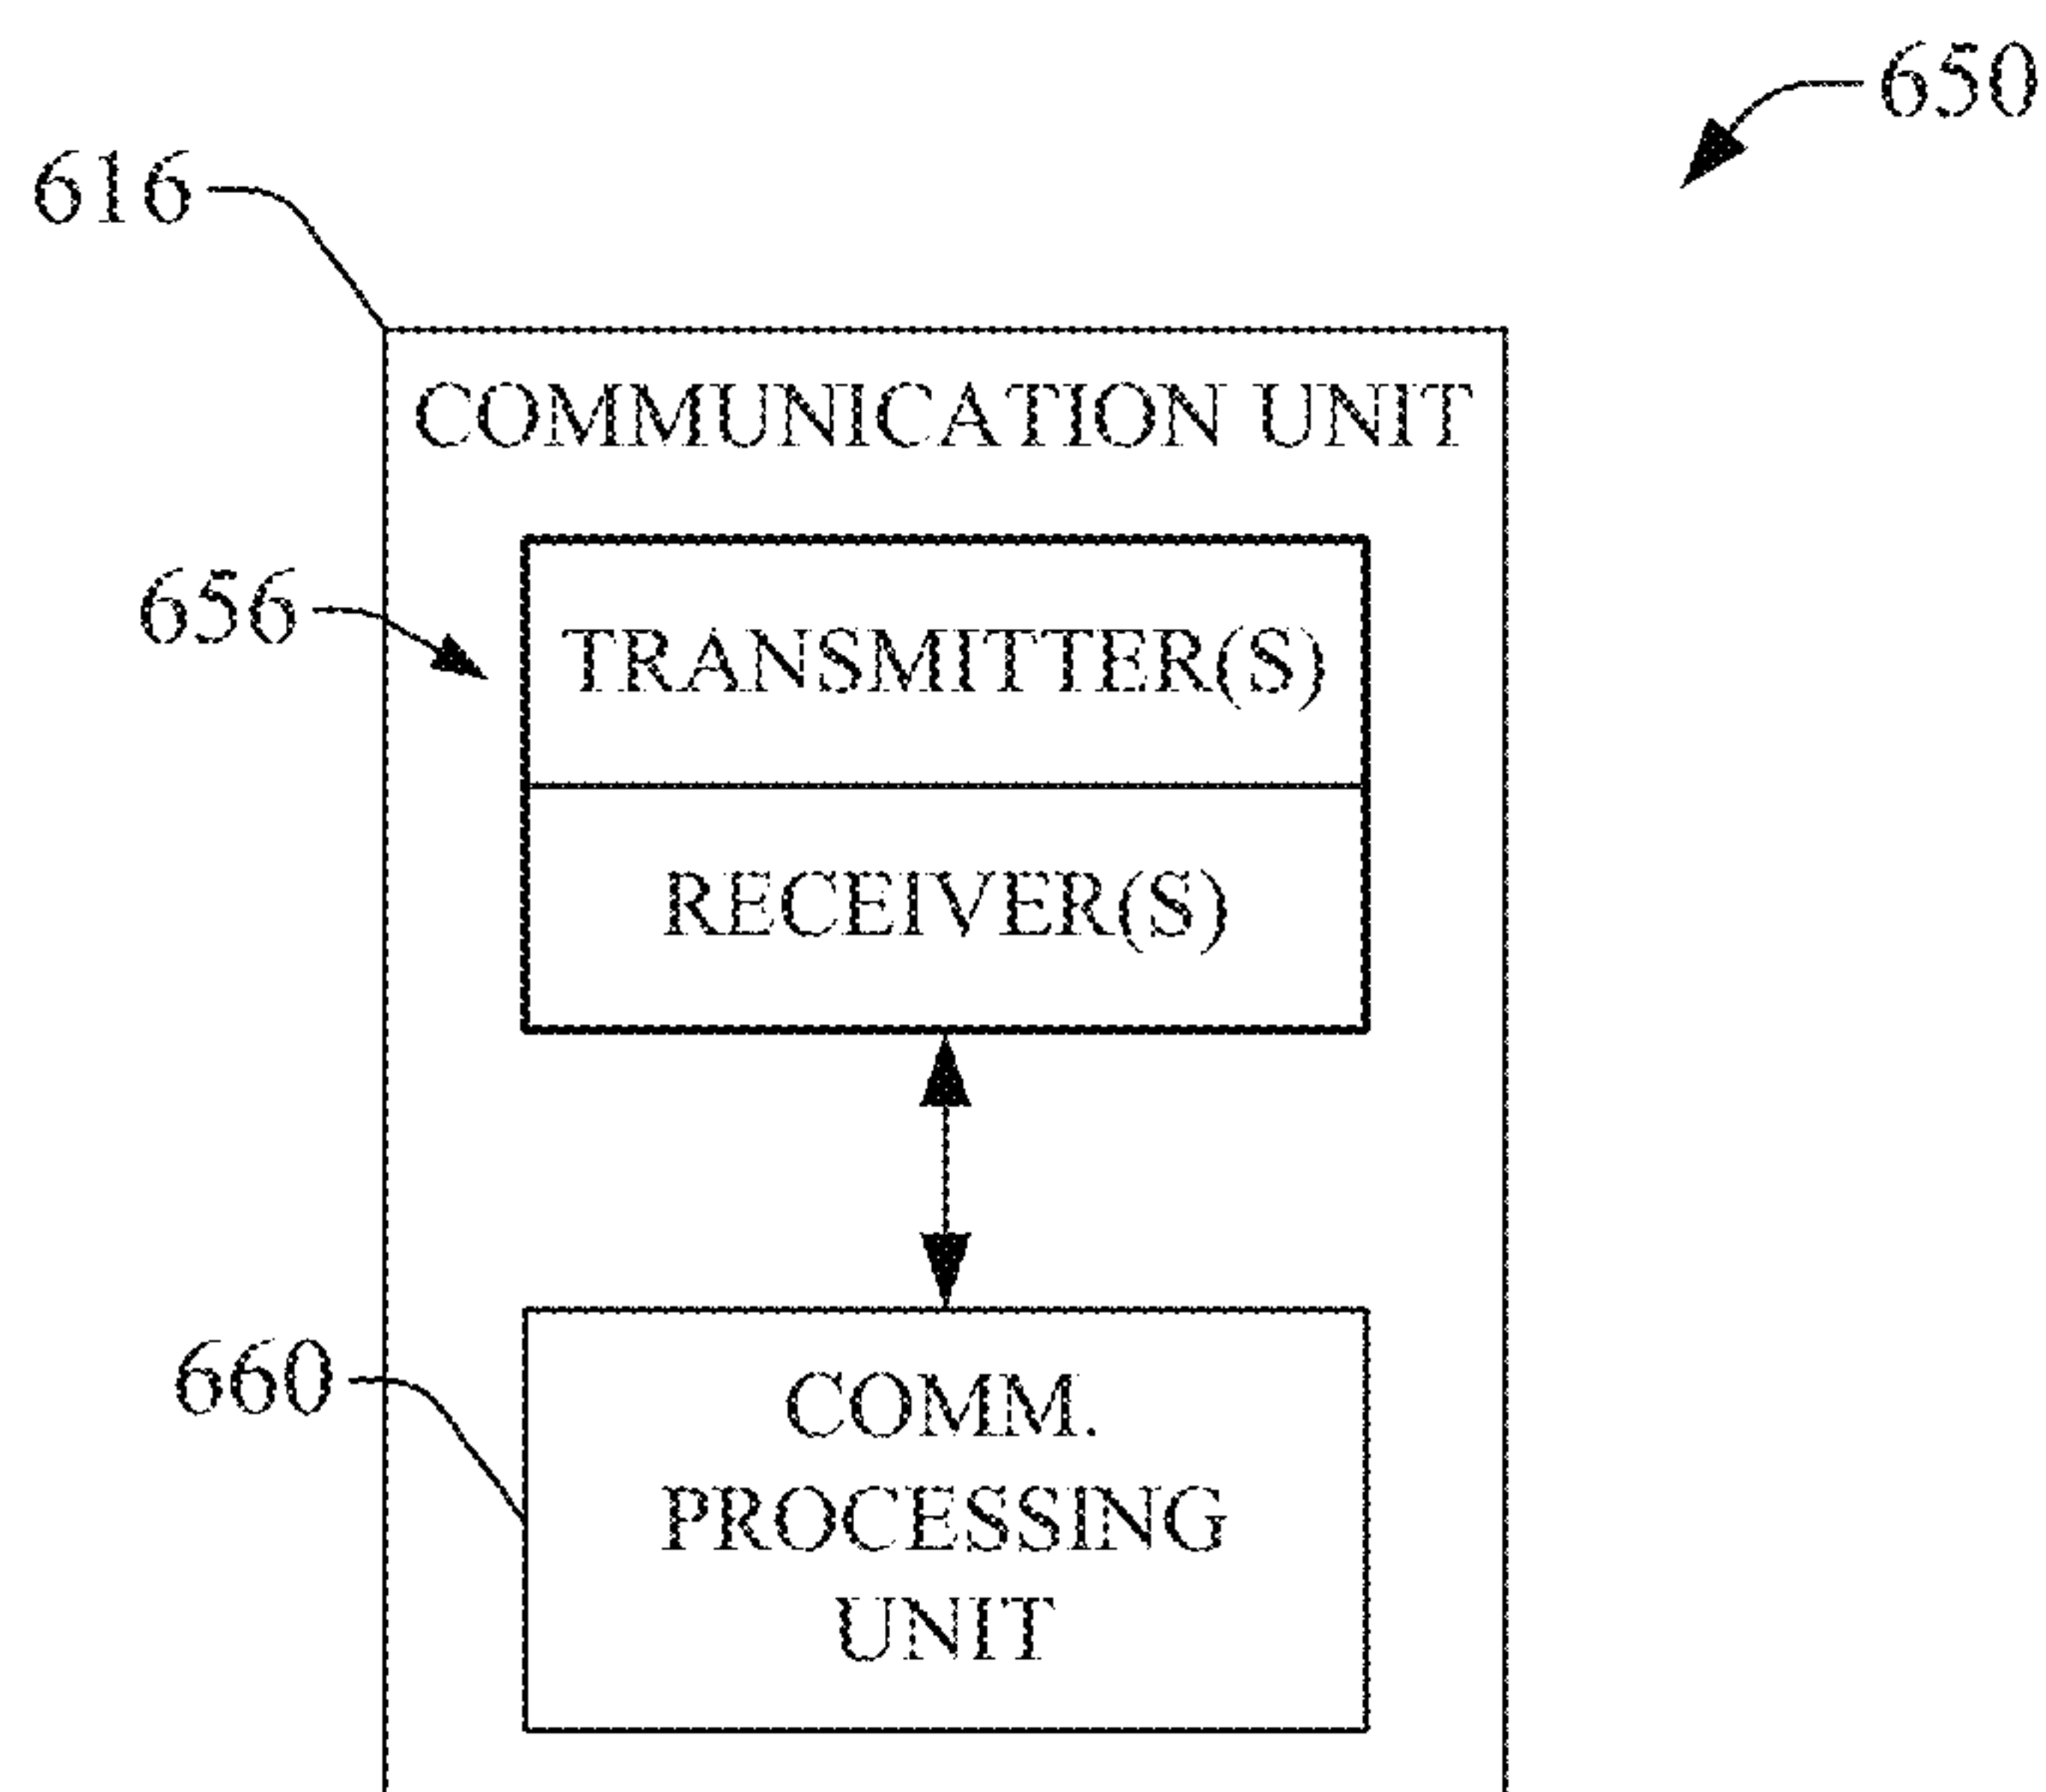 650
616
COMMUNICATION UNIT
656
TRANSMITTER(S)
RECEIVER(S)
660
COMM.
PROCESSING
UNIT